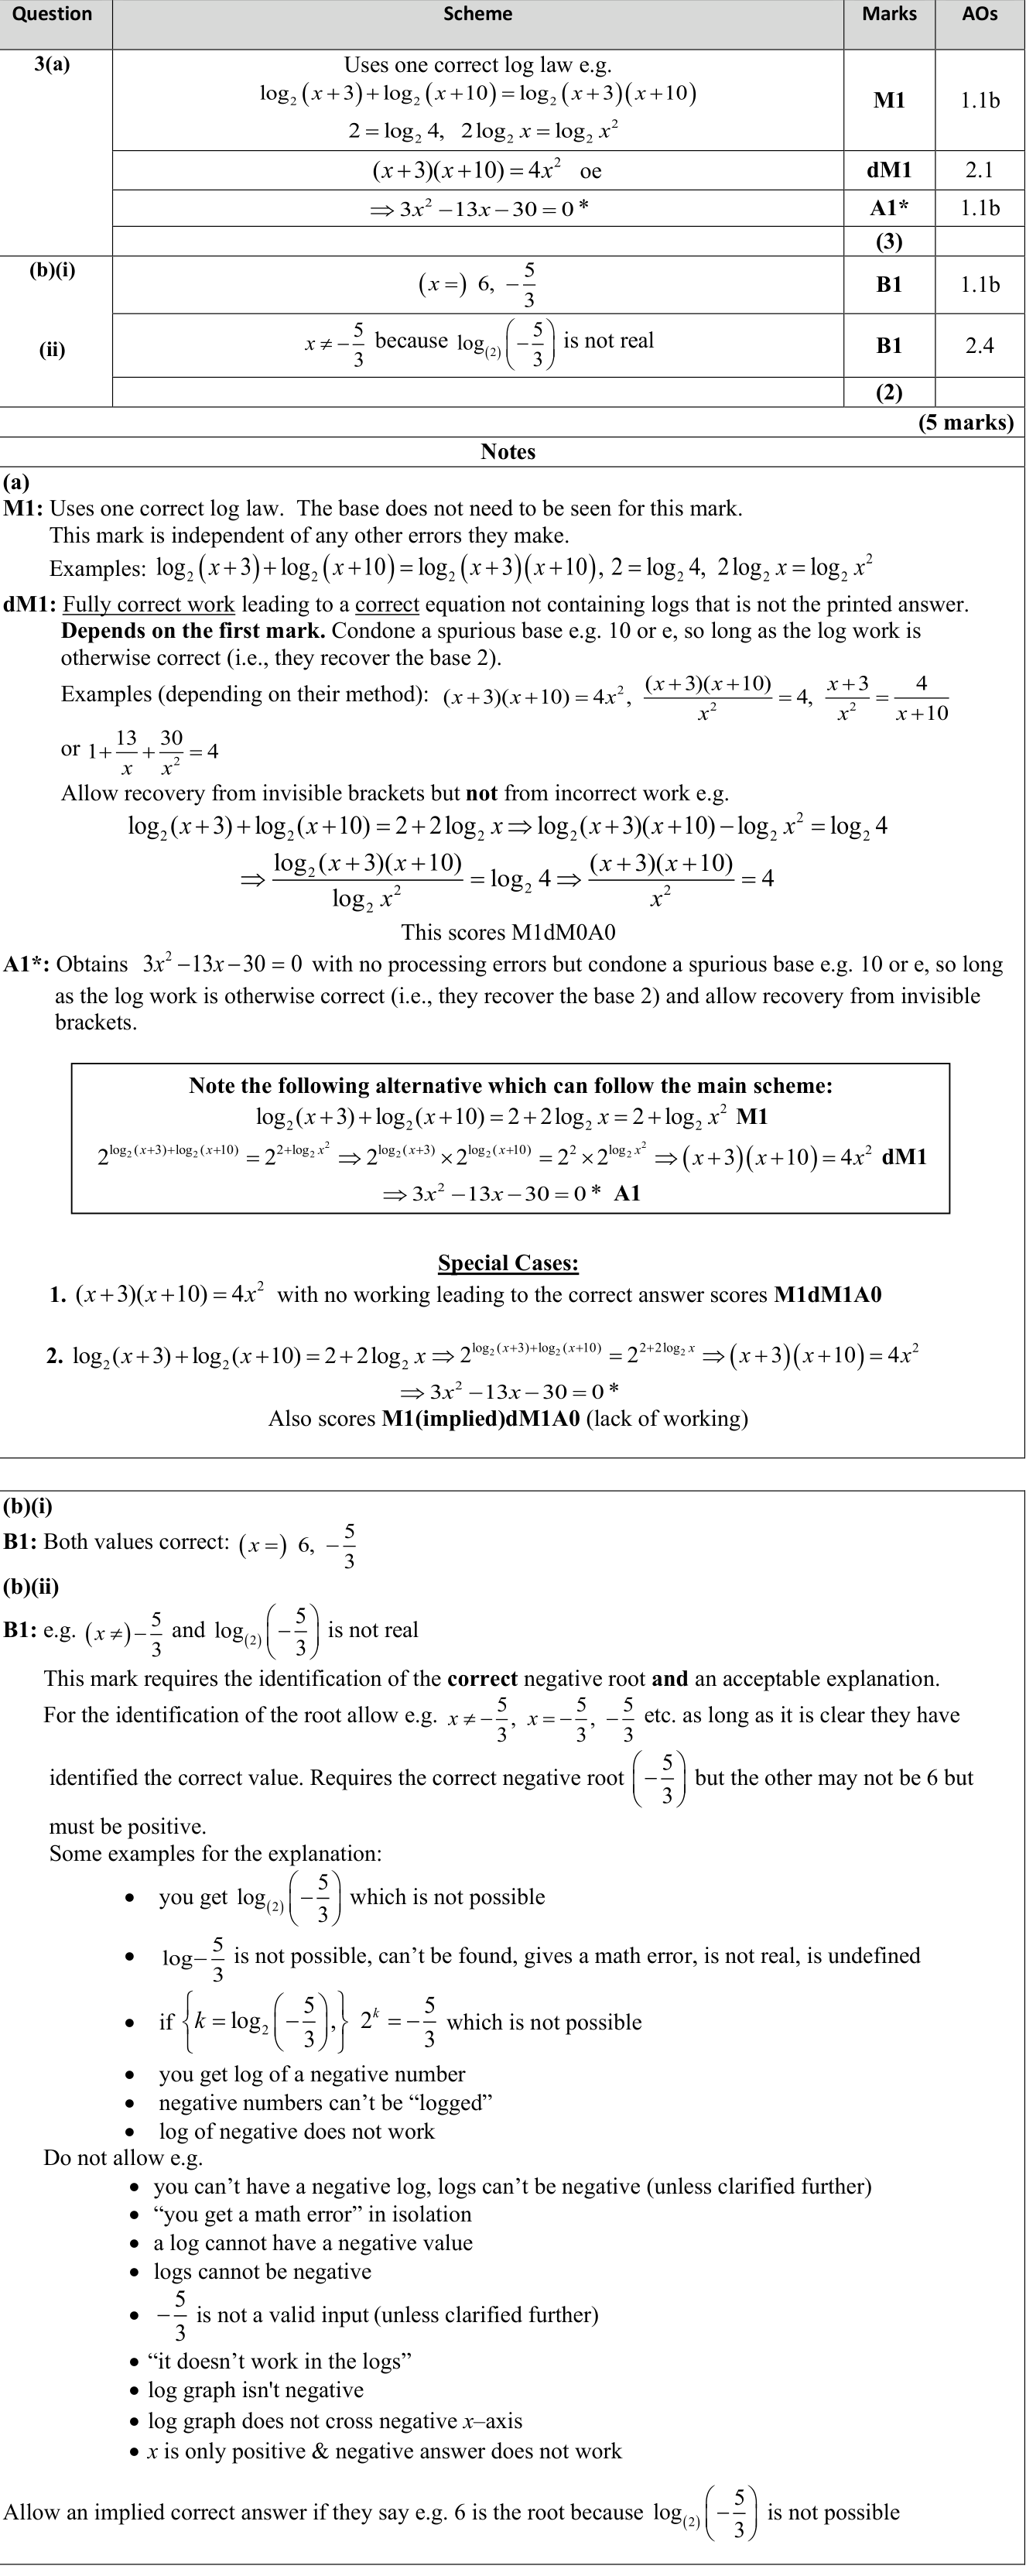 Question Scheme Marks AOs
3(a) Uses one correct log law e.g.
log₂(x+3)+log₂(x+10)=log₂(x+3)(x+10)
2=log₂4, 2log₂x=log₂x² M1 1.1b
(x+3)(x+10)=4x² oe dM1 2.1
⇒3x²−13x−30=0* A1* 1.1b
(3)
(b)(i) (x=) 6, −5/3 B1 1.1b
(ii) x≠−5/3 because log₍₂₎(−5/3) is not real B1 2.4
(2)
(5 marks)
Notes
(a)
M1: Uses one correct log law. The base does not need to be seen for this mark.
This mark is independent of any other errors they make.
Examples: log₂(x+3)+log₂(x+10)=log₂(x+3)(x+10), 2=log₂4, 2log₂x=log₂x²
dM1: Fully correct work leading to a correct equation not containing logs that is not the printed answer.
Depends on the first mark. Condone a spurious base e.g. 10 or e, so long as the log work is
otherwise correct (i.e., they recover the base 2).
Examples (depending on their method): (x+3)(x+10)=4x², (x+3)(x+10)/x²=4, (x+3)/x²=4/(x+10)
or 1+13/x+30/x²=4
Allow recovery from invisible brackets but not from incorrect work e.g.
log₂(x+3)+log₂(x+10)=2+2log₂x⇒log₂(x+3)(x+10)−log₂x²=log₂4
⇒log₂(x+3)(x+10)/log₂x²=log₂4⇒(x+3)(x+10)/x²=4
This scores M1dM0A0
A1*: Obtains 3x²−13x−30=0 with no processing errors but condone a spurious base e.g. 10 or e, so long
as the log work is otherwise correct (i.e., they recover the base 2) and allow recovery from invisible
brackets.
Note the following alternative which can follow the main scheme:
log₂(x+3)+log₂(x+10)=2+2log₂x=2+log₂x² M1
2^(log₂(x+3)+log₂(x+10))=2^(2+log₂x²)⇒2^(log₂(x+3))×2^(log₂(x+10))=2²×2^(log₂x²)⇒(x+3)(x+10)=4x² dM1
⇒3x²−13x−30=0* A1
Special Cases:
1. (x+3)(x+10)=4x² with no working leading to the correct answer scores M1dM1A0
2. log₂(x+3)+log₂(x+10)=2+2log₂x⇒2^(log₂(x+3)+log₂(x+10))=2^(2+2log₂x)⇒(x+3)(x+10)=4x²
⇒3x²−13x−30=0*
Also scores M1(implied)dM1A0 (lack of working)
(b)(i)
B1: Both values correct: (x=) 6, −5/3
(b)(ii)
B1: e.g. (x≠)−5/3 and log₍₂₎(−5/3) is not real
This mark requires the identification of the correct negative root and an acceptable explanation.
For the identification of the root allow e.g. x≠−5/3, x=−5/3, −5/3 etc. as long as it is clear they have
identified the correct value. Requires the correct negative root (−5/3) but the other may not be 6 but
must be positive.
Some examples for the explanation:
• you get log₍₂₎(−5/3) which is not possible
• log−5/3 is not possible, can’t be found, gives a math error, is not real, is undefined
• if {k=log₂(−5/3),} 2ᵏ=−5/3 which is not possible
• you get log of a negative number
• negative numbers can’t be “logged”
• log of negative does not work
Do not allow e.g.
• you can’t have a negative log, logs can’t be negative (unless clarified further)
• “you get a math error” in isolation
• a log cannot have a negative value
• logs cannot be negative
• −5/3 is not a valid input (unless clarified further)
• “it doesn’t work in the logs”
• log graph isn't negative
• log graph does not cross negative x–axis
• x is only positive & negative answer does not work
Allow an implied correct answer if they say e.g. 6 is the root because log₍₂₎(−5/3) is not possible